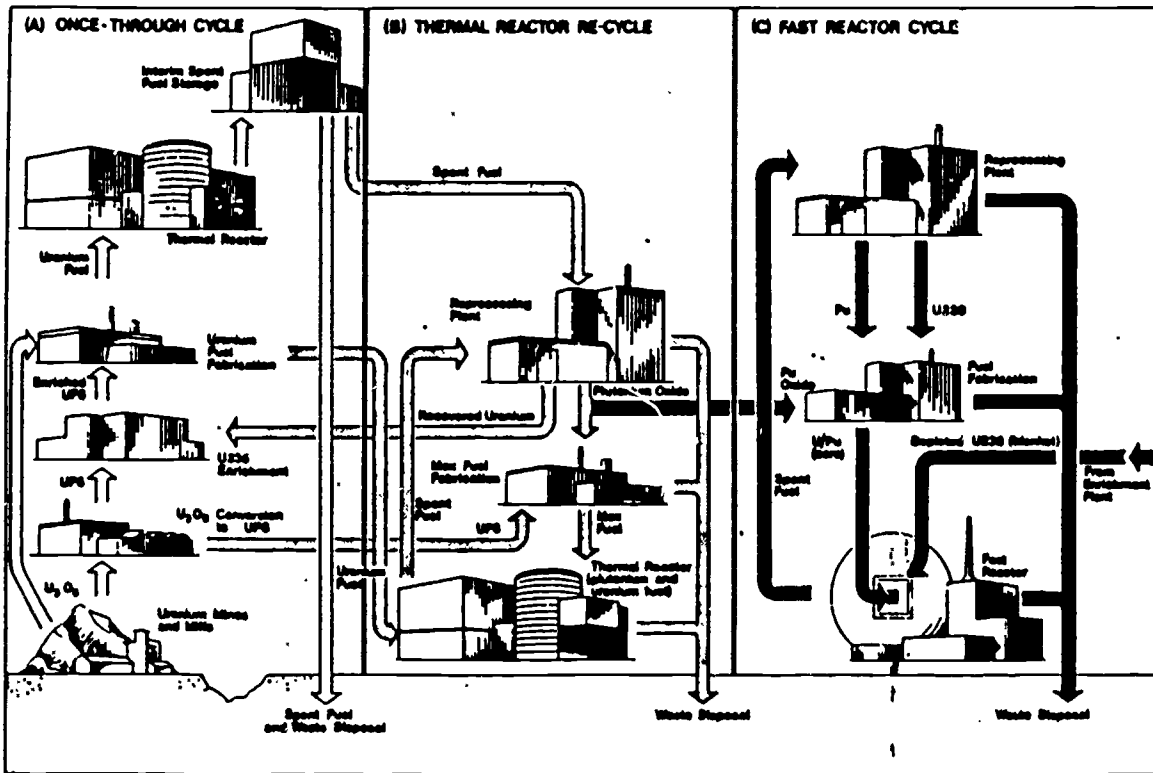 (A) ONCE-THROUGH CYCLE
Interim Spent
Fuel Storage
Thermal Reactor
Uranium
Fuel
Uranium
Fuel
Fabrication
Enriched
UF6
Enrichment
UF6
U3O8 Conversion
to UF6
U3O8
Uranium Mines
and Mills
Spent Fuel
and Waste Disposal
(B) THERMAL REACTOR RE-CYCLE
Spent Fuel
Reprocessing
Plant
Plutonium Oxide
Recovered Uranium
Fuel
Fabrication
Spent
Fuel
UF6
Fuel
Uranium
Fuel
Thermal Reactor
(plutonium and
uranium fuel)
Waste Disposal
(C) FAST REACTOR CYCLE
Reprocessing
Plant
Pu
Pu
Oxide
Fuel
Fabrication
U/Pu
Depleted
Spent
Fuel
From
Enrichment
Plant
Fast
Reactor
Waste Disposal